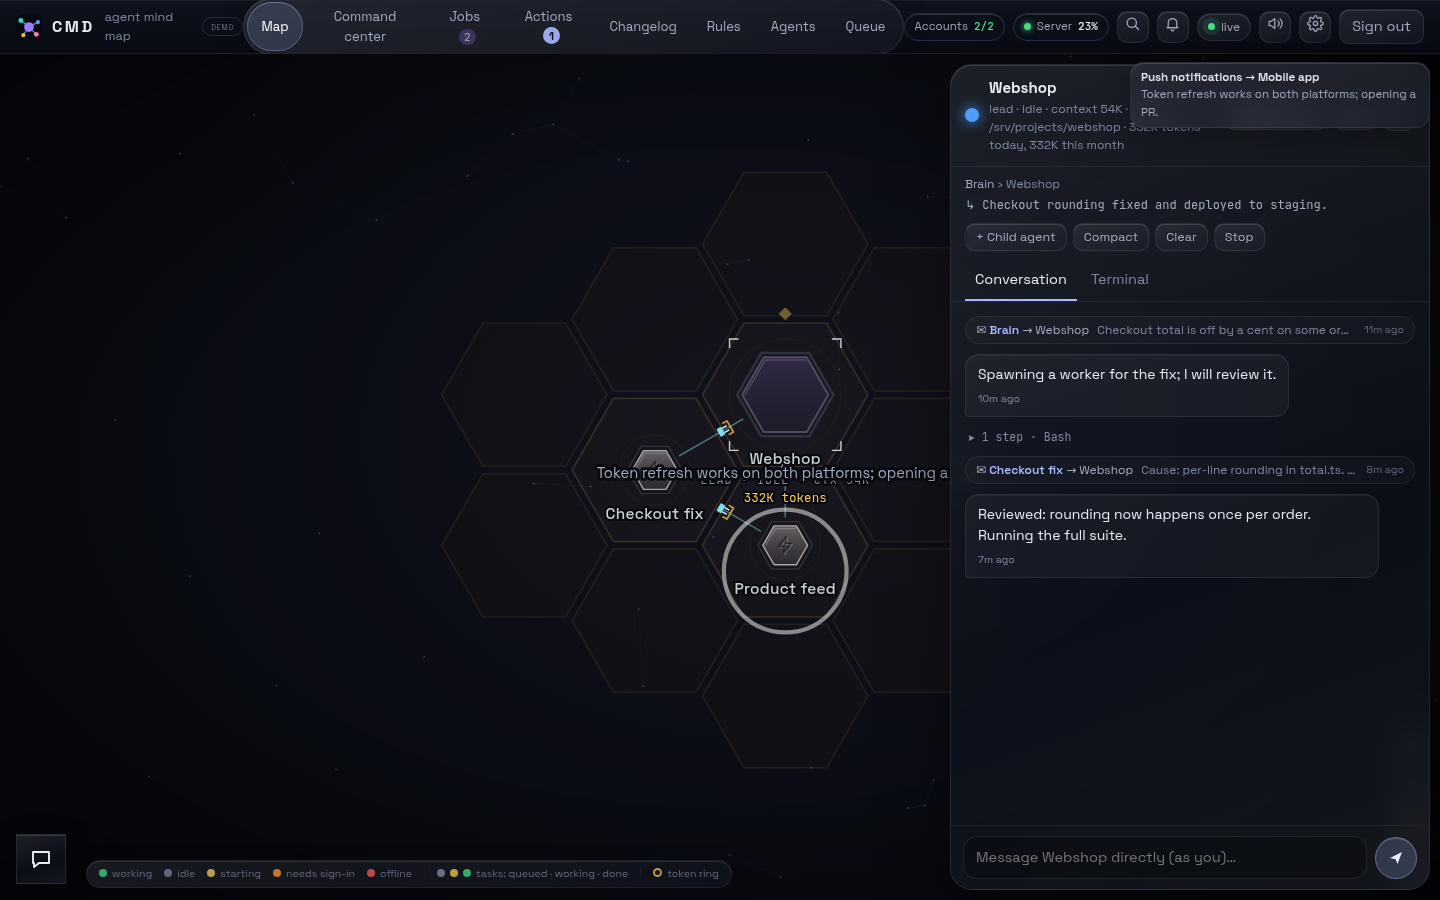 CMD
agent mind map
DEMO
Map
Command center
Jobs
2
Actions
1
Changelog
Rules
Agents
Queue
Accounts 2/2
Server 23%
live
Sign out
Push notifications → Mobile app
Token refresh works on both platforms; opening a PR.
Webshop
lead · idle · context 54K ·
/srv/projects/webshop · 332K tokens
today, 332K this month
Brain › Webshop
↳ Checkout rounding fixed and deployed to staging.
+ Child agent
Compact
Clear
Stop
Conversation
Terminal
✉ Brain → Webshop Checkout total is off by a cent on some or… 11m ago
Spawning a worker for the fix; I will review it.
10m ago
▸ 1 step · Bash
✉ Checkout fix → Webshop Cause: per-line rounding in total.ts. … 8m ago
Reviewed: rounding now happens once per order.
Running the full suite.
7m ago
Message Webshop directly (as you)…
Webshop
Token refresh works on both platforms; opening a
332K tokens
Checkout fix
Product feed
working
idle
starting
needs sign-in
offline
tasks: queued · working · done
token ring